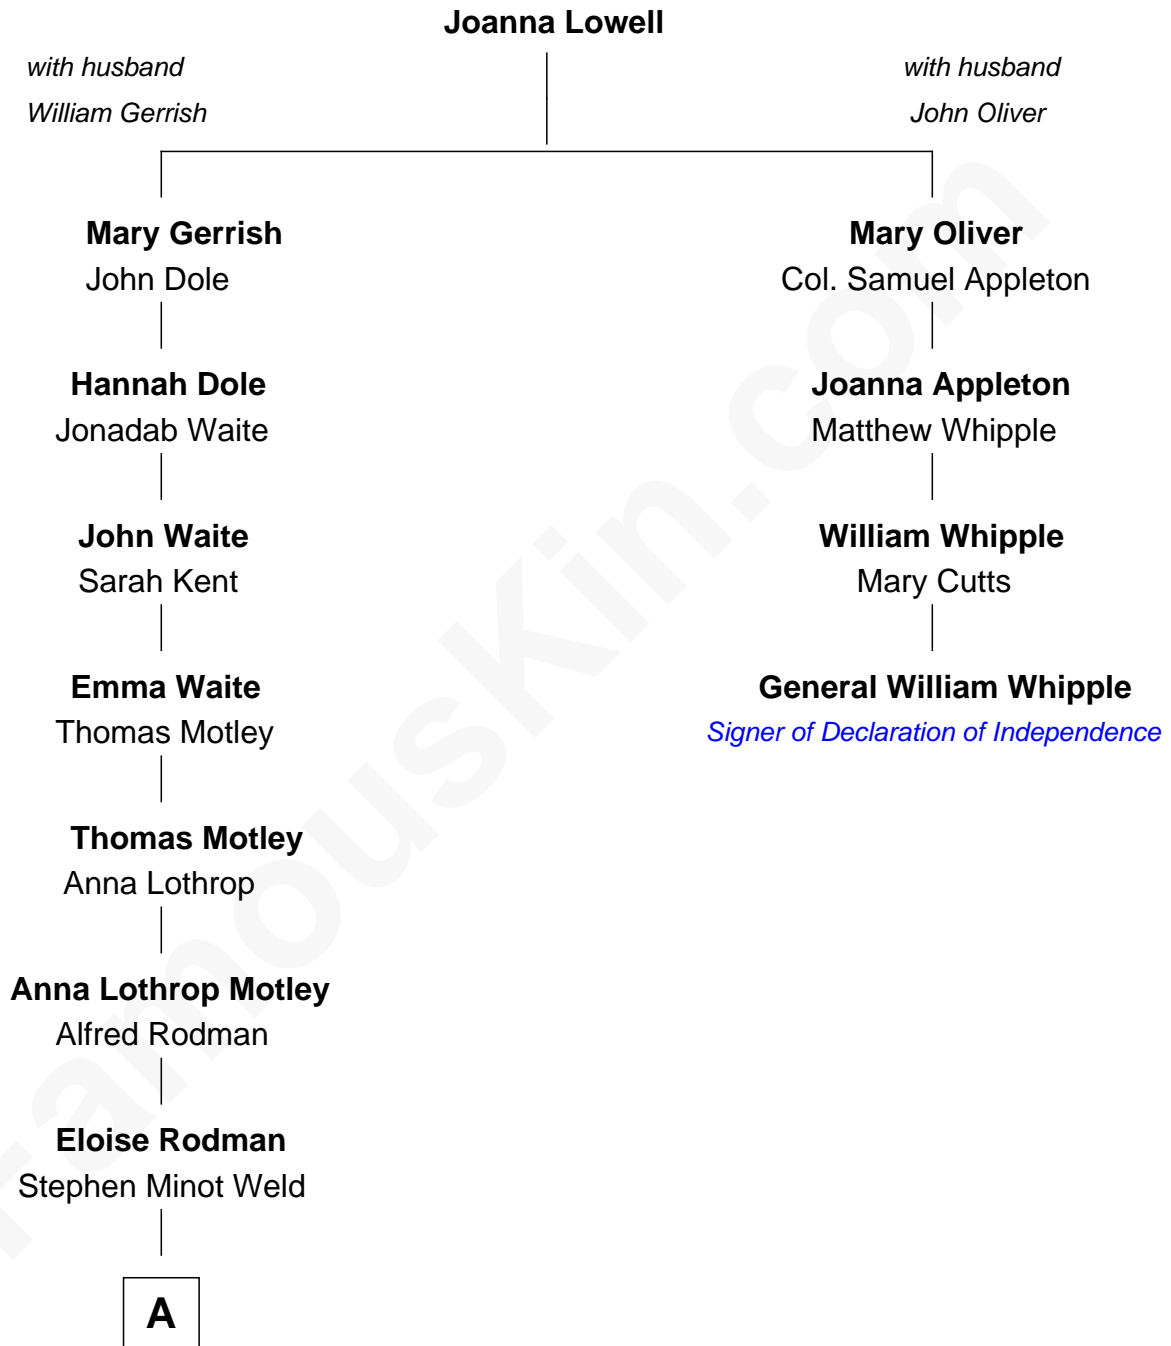 Joanna Lowell
with husband
William Gerrish
with husband
John Oliver
Mary Gerrish
John Dole
Mary Oliver
Col. Samuel Appleton
Hannah Dole
Jonadab Waite
Joanna Appleton
Matthew Whipple
John Waite
Sarah Kent
William Whipple
Mary Cutts
Emma Waite
Thomas Motley
General William Whipple
Signer of Declaration of Independence
Thomas Motley
Anna Lothrop
Anna Lothrop Motley
Alfred Rodman
Eloise Rodman
Stephen Minot Weld
A
FamousKin.com